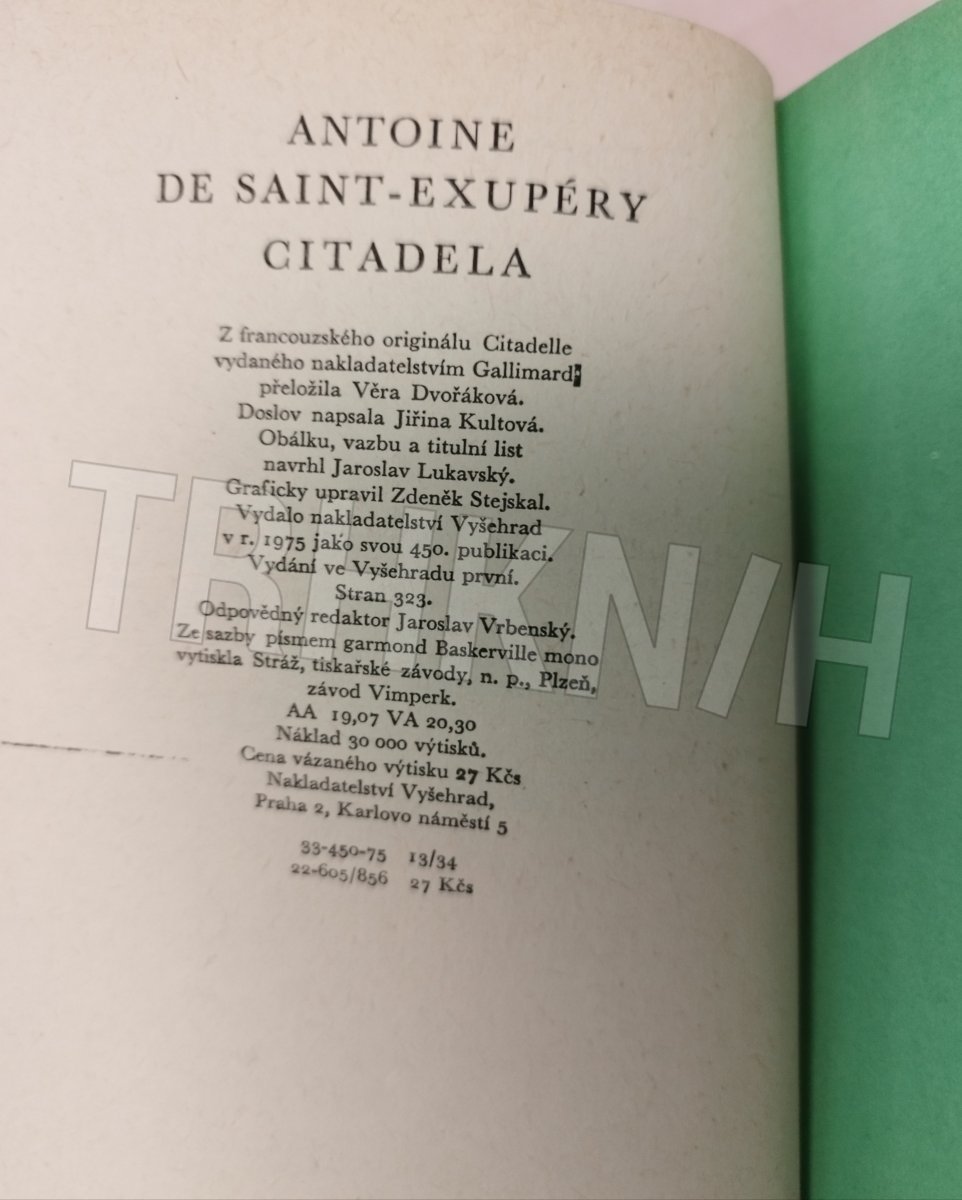 ANTOINE
DE SAINT-EXUPÉRY
CITADELA
Z francouzského originálu Citadelle
vydaného nakladatelstvím Gallimard
přeložila Věra Dvořáková.
Doslov napsala Jiřina Kultová.
Obálku, vazbu a titulní list
navrhl Jaroslav Lukavský.
Graficky upravil Zdeněk Stejskal.
Vydalo nakladatelství Vyšehrad
v r. 1975 jako svou 450. publikaci.
Vydání ve Vyšehradu první.
Stran 323.
Odpovědný redaktor Jaroslav Vrbenský.
Ze sazby písmem garmond Baskerville mono
vytiskla Stráž, tiskařské závody, n. p., Plzeň,
závod Vimperk.
AA 19,07 VA 20,30
Náklad 30 000 výtisků.
Cena vázaného výtisku 27 Kčs
Nakladatelství Vyšehrad,
Praha 2, Karlovo náměstí 5
33-450-75 13/34
22-605/856 27 Kčs